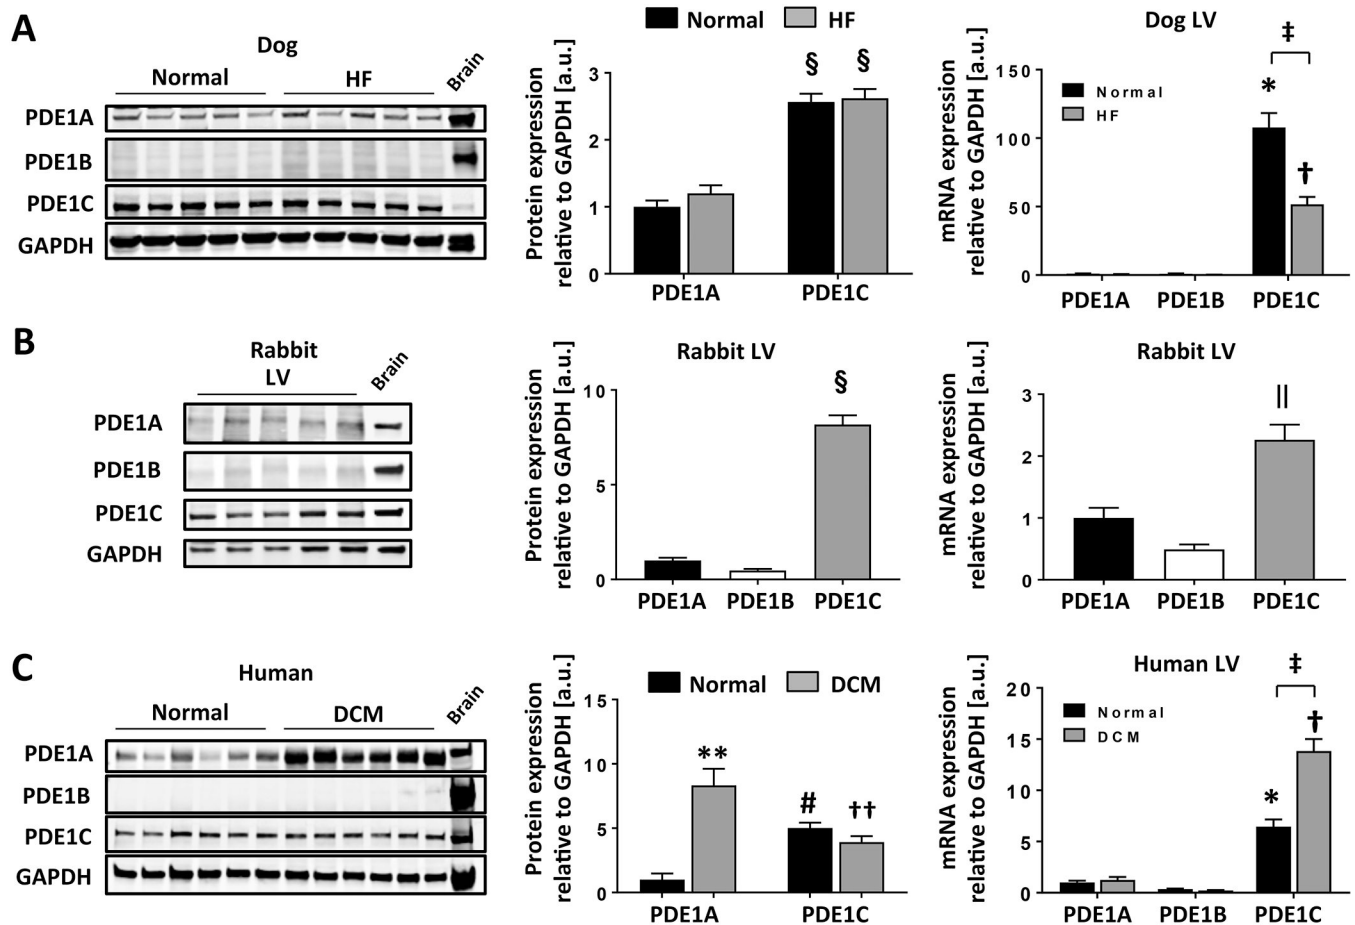 A
Dog
Normal HF Brain
PDE1A
PDE1B
PDE1C
GAPDH
Normal HF
Protein expression
relative to GAPDH [a.u.]
3
2
1
0
§ §
PDE1A PDE1C
Dog LV
mRNA expression
relative to GAPDH [a.u.]
150
100
50
0
Normal
HF
‡
*
†
PDE1A PDE1B PDE1C
B
Rabbit
LV Brain
PDE1A
PDE1B
PDE1C
GAPDH
Rabbit LV
Protein expression
relative to GAPDH [a.u.]
10
5
0
§
PDE1A PDE1B PDE1C
Rabbit LV
mRNA expression
relative to GAPDH [a.u.]
3
2
1
0
||
PDE1A PDE1B PDE1C
C
Human
Normal DCM Brain
PDE1A
PDE1B
PDE1C
GAPDH
Normal DCM
Protein expression
relative to GAPDH [a.u.]
15
10
5
0
**
# ††
PDE1A PDE1C
Human LV
mRNA expression
relative to GAPDH [a.u.]
20
15
10
5
0
Normal
DCM
‡
†
*
PDE1A PDE1B PDE1C